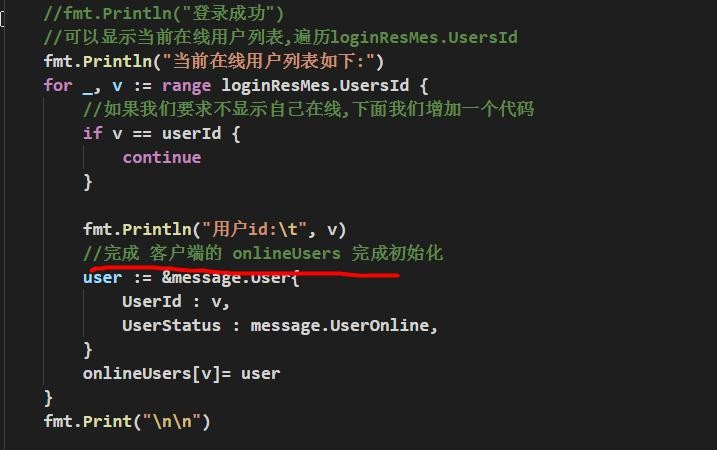 //fmt.Println("登录成功")
//可以显示当前在线用户列表,遍历loginResMes.UsersId
fmt.Println("当前在线用户列表如下:")
for _, v := range loginResMes.UsersId {
//如果我们要求不显示自己在线,下面我们增加一个代码
if v == userId {
continue
}
fmt.Println("用户id:\t", v)
//完成 客户端的 onlineUsers 完成初始化
user := &message.User{
UserId : v,
UserStatus : message.UserOnline,
}
onlineUsers[v]= user
}
fmt.Print("\n\n")